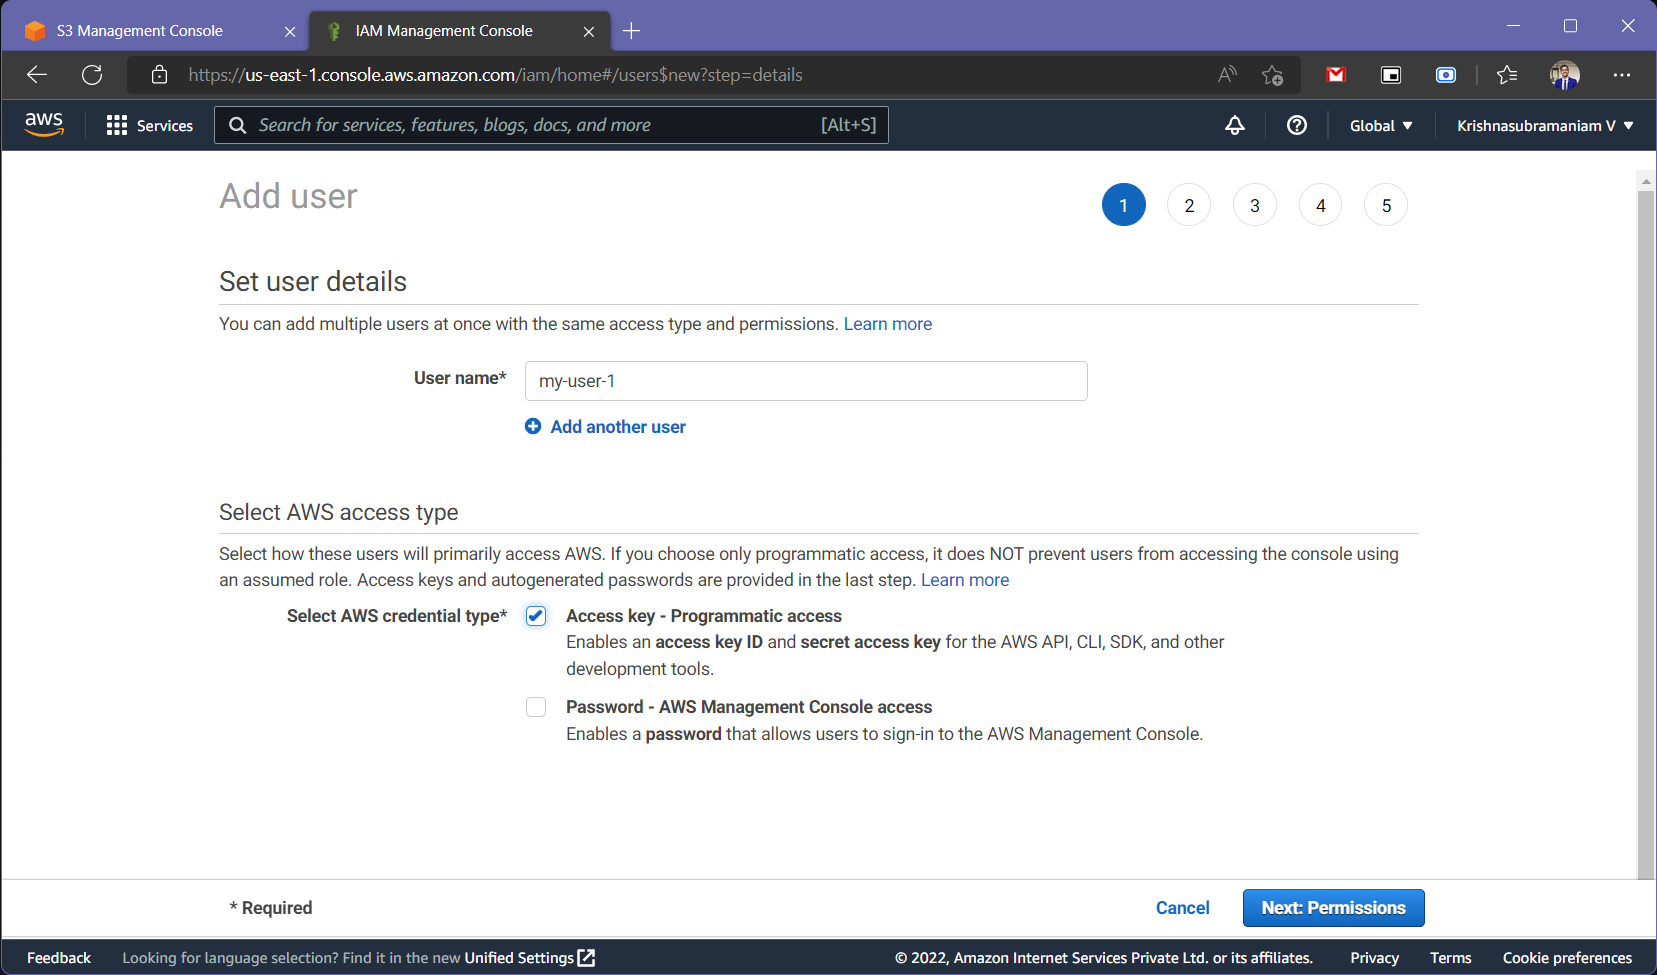 S3 Management Console
IAM Management Console
https://us-east-1.console.aws.amazon.com/iam/home#/users$new?step=details
aws
Services
Search for services, features, blogs, docs, and more
[Alt+S]
Global
Krishnasubramaniam V
Add user
1
2
3
4
5
Set user details
You can add multiple users at once with the same access type and permissions. Learn more
User name*
my-user-1
Add another user
Select AWS access type
Select how these users will primarily access AWS. If you choose only programmatic access, it does NOT prevent users from accessing the console using
an assumed role. Access keys and autogenerated passwords are provided in the last step. Learn more
Select AWS credential type*
Access key - Programmatic access
Enables an access key ID and secret access key for the AWS API, CLI, SDK, and other
development tools.
Password - AWS Management Console access
Enables a password that allows users to sign-in to the AWS Management Console.
* Required
Cancel
Next: Permissions
Feedback
Looking for language selection? Find it in the new Unified Settings
© 2022, Amazon Internet Services Private Ltd. or its affiliates.
Privacy
Terms
Cookie preferences